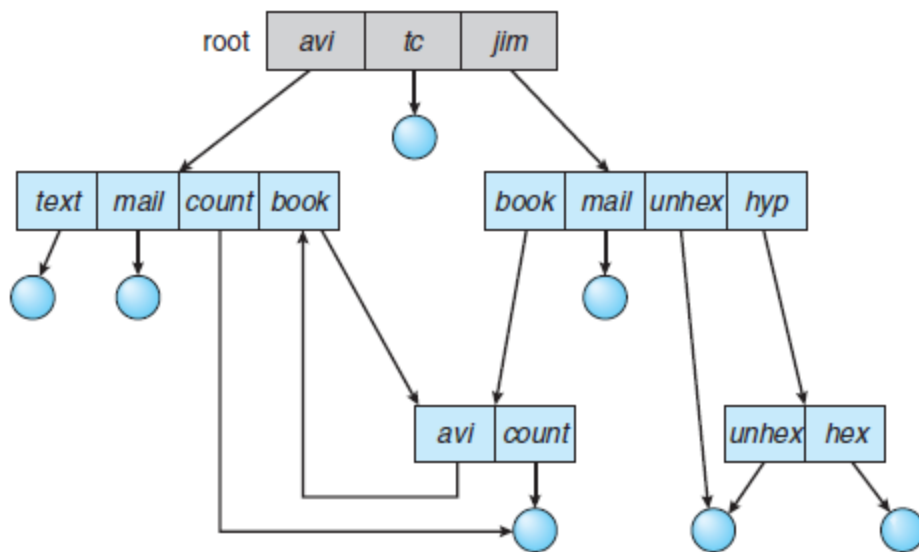 root avi tc jim
text mail count book book mail unhex hyp
avi count unhex hex